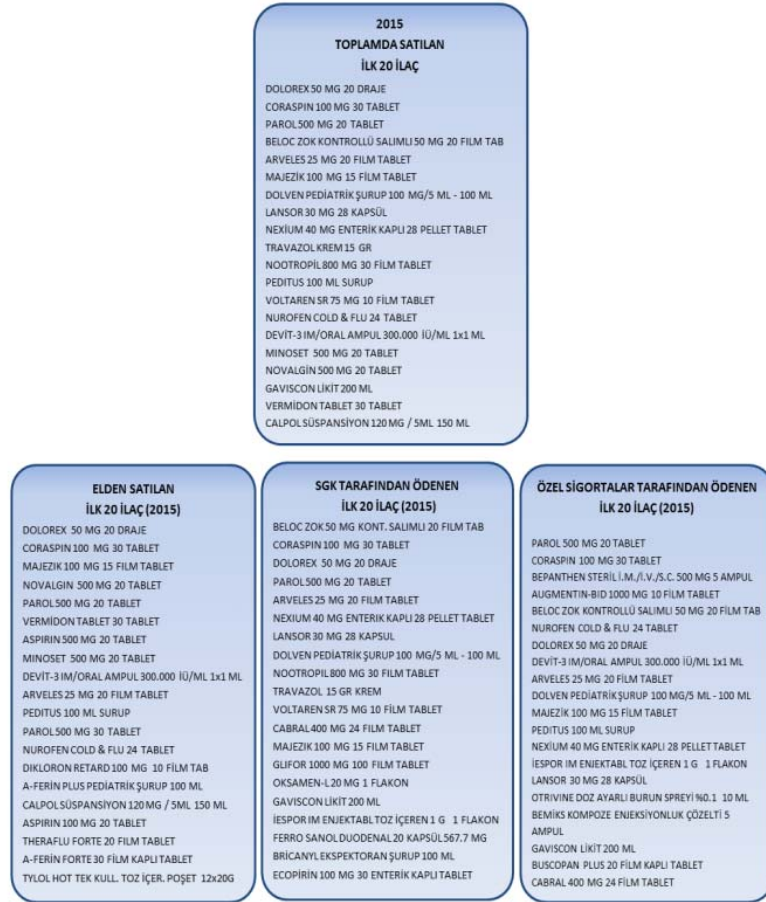 2015
TOPLAMDA SATILAN
İLK 20 İLAÇ
DOLOREX 50 MG 20 DRAJE
CORASPIN 100 MG 30 TABLET
PAROL 500 MG 20 TABLET
BELOC ZOK KONTROLLÜ SALIMLI 50 MG 20 FILM TAB
ARVELES 25 MG 20 FILM TABLET
MAJEZİK 100 MG 15 FİLM TABLET
DOLVEN PEDİATRİK ŞURUP 100 MG/5 ML - 100 ML
LANSOR 30 MG 28 KAPSÜL
NEXİUM 40 MG ENTERİK KAPLI 28 PELLET TABLET
TRAVAZOL KREM 15 GR
NOOTROPİL 800 MG 30 FİLM TABLET
PEDITUS 100 ML SURUP
VOLTAREN SR 75 MG 10 FİLM TABLET
NUROFEN COLD & FLU 24 TABLET
DEVİT-3 IM/ORAL AMPUL 300.000 İÜ/ML 1x1 ML
MINOSET 500 MG 20 TABLET
NOVALGİN 500 MG 20 TABLET
GAVISCON LİKİT 200 ML
VERMİDON TABLET 30 TABLET
CALPOL SÜSPANSİYON 120 MG / 5ML 150 ML
ELDEN SATILAN
İLK 20 İLAÇ (2015)
DOLOREX 50 MG 20 DRAJE
CORASPIN 100 MG 30 TABLET
MAJEZIK 100 MG 15 FILM TABLET
NOVALGIN 500 MG 20 TABLET
PAROL 500 MG 20 TABLET
VERMIDON TABLET 30 TABLET
ASPIRIN 500 MG 20 TABLET
MINOSET 500 MG 20 TABLET
DEVİT-3 IM/ORAL AMPUL 300.000 İÜ/ML 1x1 ML
ARVELES 25 MG 20 FILM TABLET
PEDITUS 100 ML SURUP
PAROL 500 MG 30 TABLET
NUROFEN COLD & FLU 24 TABLET
DIKLORON RETARD 100 MG 10 FİLM TAB
A-FERİN PLUS PEDİATRİK ŞURUP 100 ML
CALPOL SÜSPANSİYON 120 MG / 5ML 150 ML
ASPIRIN 100 MG 20 TABLET
THERAFLU FORTE 20 FILM TABLET
A-FERİN FORTE 30 FİLM KAPLI TABLET
TYLOL HOT TEK KULL. TOZ İÇER. POŞET 12x20G
SGK TARAFINDAN ÖDENEN
İLK 20 İLAÇ (2015)
BELOC ZOK 50 MG KONT. SALIMLI 20 FILM TAB
CORASPIN 100 MG 30 TABLET
DOLOREX 50 MG 20 DRAJE
PAROL 500 MG 20 TABLET
ARVELES 25 MG 20 FILM TABLET
NEXIUM 40 MG ENTERIK KAPLI 28 PELLET TABLET
LANSOR 30 MG 28 KAPSUL
DOLVEN PEDİATRİK ŞURUP 100 MG/5 ML - 100 ML
NOOTROPIL 800 MG 30 FILM TABLET
TRAVAZOL 15 GR KREM
VOLTAREN SR 75 MG 10 FİLM TABLET
CABRAL 400 MG 24 FILM TABLET
MAJEZIK 100 MG 15 FILM TABLET
GLIFOR 1000 MG 100 FILM TABLET
OKSAMEN-L 20 MG 1 FLAKON
GAVISCON LİKİT 200 ML
İESPOR IM ENJEKTABL TOZ İÇEREN 1 G 1 FLAKON
FERRO SANOL DUODENAL 20 KAPSÜL 567.7 MG
BRICANYL EKSPEKTORAN ŞURUP 100 ML
ECOPİRİN 100 MG 30 ENTERİK KAPLI TABLET
ÖZEL SİGORTALAR TARAFINDAN ÖDENEN
İLK 20 İLAÇ (2015)
PAROL 500 MG 20 TABLET
CORASPIN 100 MG 30 TABLET
BEPANTHEN STERİL İ.M./İ.V./S.C. 500 MG 5 AMPUL
AUGMENTIN-BID 1000 MG 10 FILM TABLET
BELOC ZOK KONTROLLÜ SALIMLI 50 MG 20 FILM TAB
NUROFEN COLD & FLU 24 TABLET
DOLOREX 50 MG 20 DRAJE
DEVİT-3 IM/ORAL AMPUL 300.000 İÜ/ML 1x1 ML
ARVELES 25 MG 20 FİLM TABLET
DOLVEN PEDİATRİK ŞURUP 100 MG/5 ML - 100 ML
MAJEZİK 100 MG 15 FİLM TABLET
PEDITUS 100 ML SURUP
NEXIUM 40 MG ENTERİK KAPLI 28 PELLET TABLET
İESPOR IM ENJEKTABL TOZ İÇEREN 1 G 1 FLAKON
LANSOR 30 MG 28 KAPSÜL
OTRIVINE DOZ AYARLI BURUN SPREYİ %0.1 10 ML
BEMİKS KOMPOZE ENJEKSİYONLUK ÇÖZELTİ 5
AMPUL
GAVISCON LİKİT 200 ML
BUSCOPAN PLUS 20 FİLM KAPLI TABLET
CABRAL 400 MG 24 FİLM TABLET